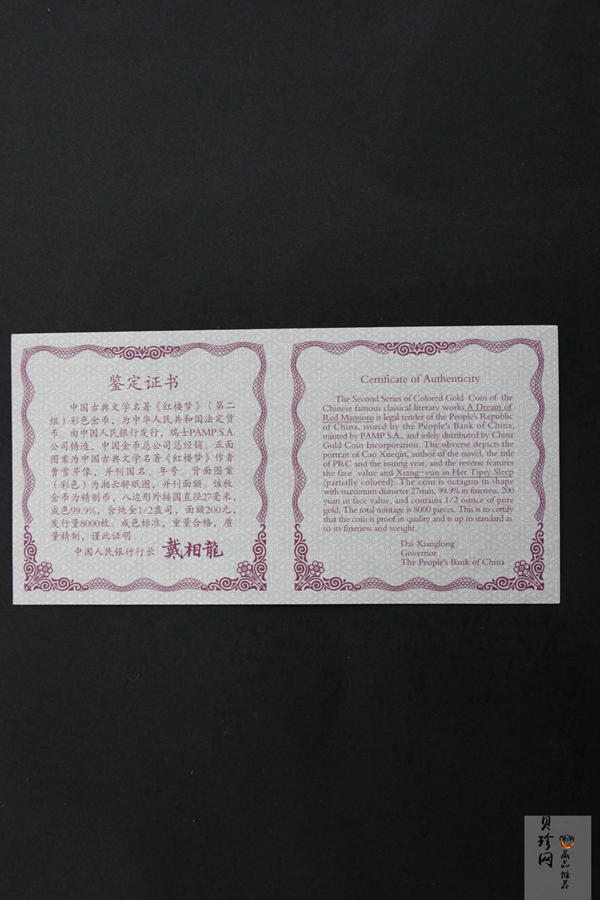 鉴定证书
中国古典文学名著《红楼梦》(第二
组)彩色金币,为中华人民共和国法定货
币。由中国人民银行发行,瑞士PAMP S.A.
公司铸造,中国金币总公司总经销。正面
图案为中国古典文学名著《红楼梦》作者
曹雪芹像,并刊国名、年号。背面图案
(彩色)为湘云醉眠图,并刊面额。该枚
金币为精制币,八边形外接圆直径27毫米,
成色99.9%,含纯金1/2盎司,面额200元,
发行量8000枚。成色标准,重量合格,质
量精制,谨此证明。
中国人民银行行长 戴相龍
Certificate of Authenticity
The Second Series of Colored Gold Coin of the
Chinese famous classical literary works A Dream of
Red Mansions is legal tender of the People's Republic
of China, issued by the People's Bank of China,
minted by PAMP S.A., and solely distributed by China
Gold Coin Incorporation. The obverse depicts the
portrait of Cao Xueqin, author of the novel, the title
of PRC and the issuing year, and the reverse features
the face value and Xiang-yun in Her Tipsy Sleep
(partially colored). The coin is octagon in shape
with maximum diameter 27mm, 99.9% in fineness, 200
yuan in face value, and contains 1/2 ounce of pure
gold. The total mintage is 8000 pieces. This is to certify
that the coin is proof in quality and is up to standard as
to its fineness and weight.
Dai Xianglong
Governor
The People's Bank of China
贝珍网
藏品推荐